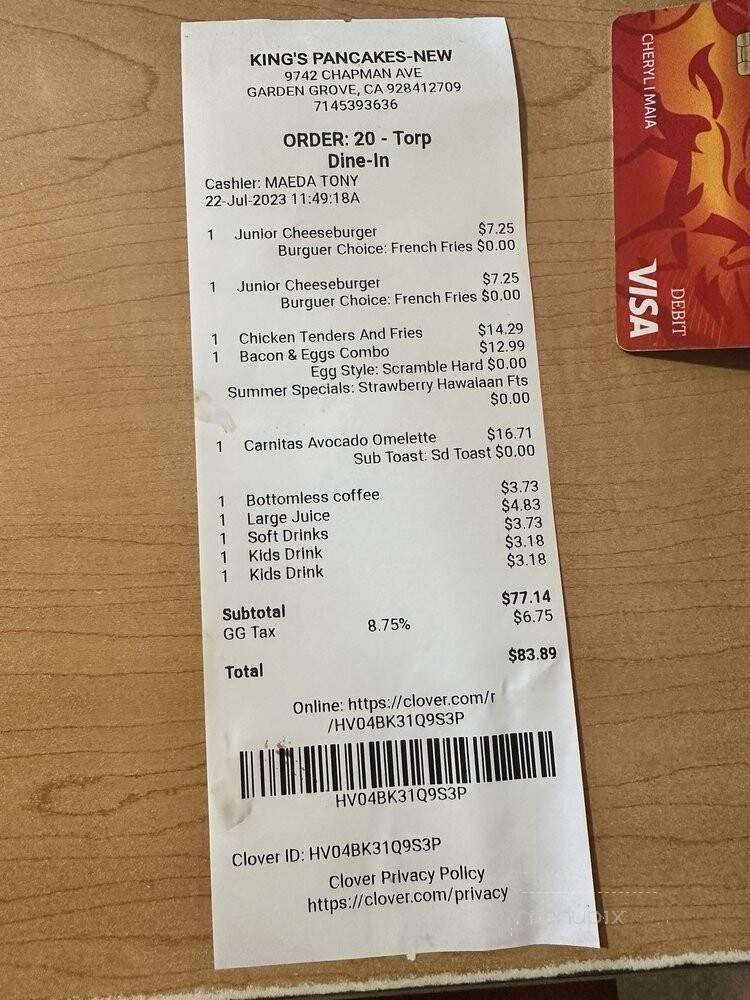 KING'S PANCAKES-NEW
9742 CHAPMAN AVE
GARDEN GROVE, CA 928412709
7145393636
ORDER: 20 - Torp
Dine-In
Cashier: MAEDA TONY
22-Jul-2023 11:49:18A
1 Junior Cheeseburger $7.25
Burguer Choice: French Fries $0.00
1 Junior Cheeseburger $7.25
Burguer Choice: French Fries $0.00
1 Chicken Tenders And Fries $14.29
1 Bacon & Eggs Combo $12.99
Egg Style: Scramble Hard $0.00
Summer Specials: Strawberry Hawaiaan Fts
$0.00
1 Carnitas Avocado Omelette $16.71
Sub Toast: Sd Toast $0.00
1 Bottomless coffee $3.73
1 Large Juice $4.83
1 Soft Drinks $3.73
1 Kids Drink $3.18
1 Kids Drink $3.18
Subtotal $77.14
GG Tax 8.75% $6.75
Total $83.89
Online: https://clover.com/r
/HV04BK31Q9S3P
HV04BK31Q9S3P
Clover ID: HV04BK31Q9S3P
Clover Privacy Policy
https://clover.com/privacy
CHERYL I MAIA
DEBIT
VISA
menupix